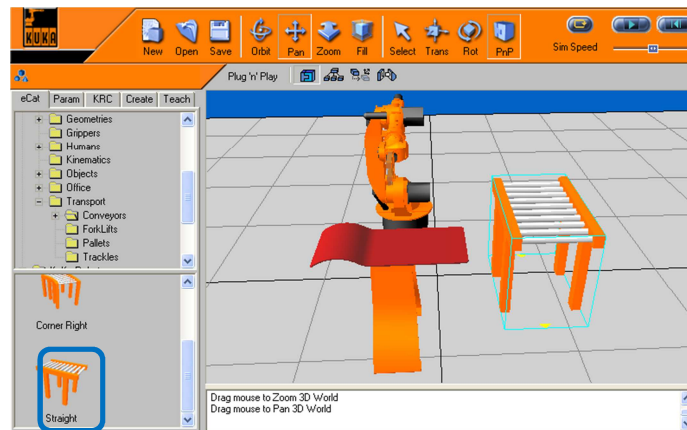 KUKA
New Open Save Orbit Pan Zoom Fill Select Trans Rot PnP Sim Speed
Plug 'n' Play
eCat Param KRC Create Teach
Geometries
Grippers
Humans
Kinematics
Objects
Office
Transport
Conveyors
ForkLifts
Pallets
Trackles
Corner Right
Straight
Drag mouse to Zoom 3D World
Drag mouse to Pan 3D World